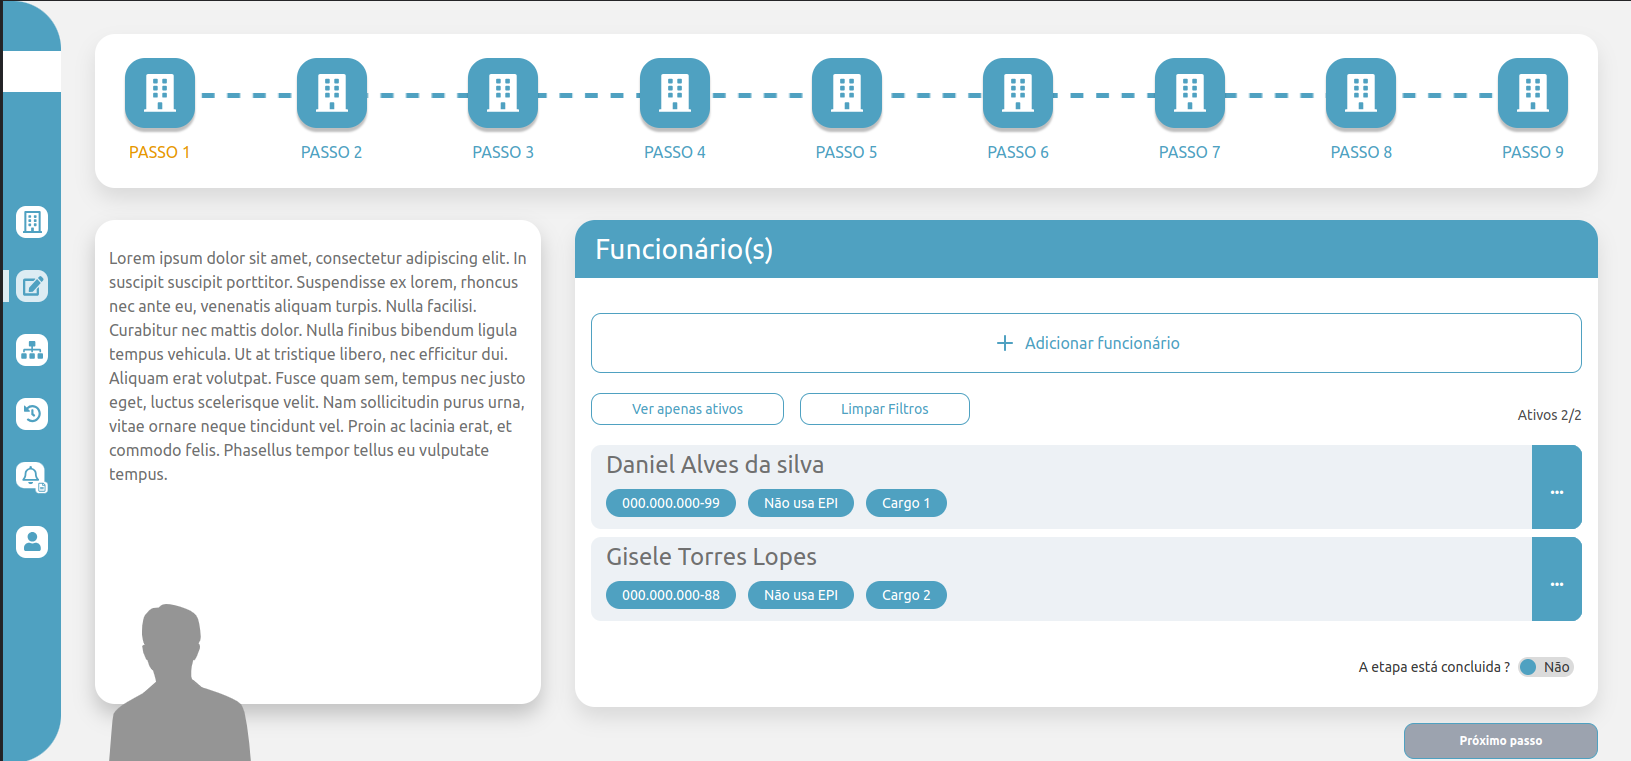 PASSO 1 PASSO 2 PASSO 3 PASSO 4 PASSO 5 PASSO 6 PASSO 7 PASSO 8 PASSO 9
Lorem ipsum dolor sit amet, consectetur adipiscing elit. In
suscipit suscipit porttitor. Suspendisse ex lorem, rhoncus
nec ante eu, venenatis aliquam turpis. Nulla facilisi.
Curabitur nec mattis dolor. Nulla finibus bibendum ligula
tempus vehicula. Ut at tristique libero, nec efficitur dui.
Aliquam erat volutpat. Fusce quam sem, tempus nec justo
eget, luctus scelerisque velit. Nam sollicitudin purus urna,
vitae ornare neque tincidunt vel. Proin ac lacinia erat, et
commodo felis. Phasellus tempor tellus eu vulputate
tempus.
Funcionário(s)
+ Adicionar funcionário
Ver apenas ativos Limpar Filtros
Ativos 2/2
Daniel Alves da silva
000.000.000-99 Não usa EPI Cargo 1
...
Gisele Torres Lopes
000.000.000-88 Não usa EPI Cargo 2
...
A etapa está concluida ? Não
Próximo passo